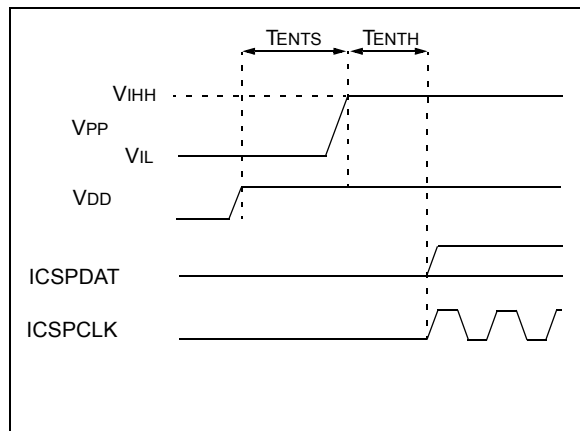 TENTS TENTH
VIHH
VPP
VIL
VDD
ICSPDAT
ICSPCLK